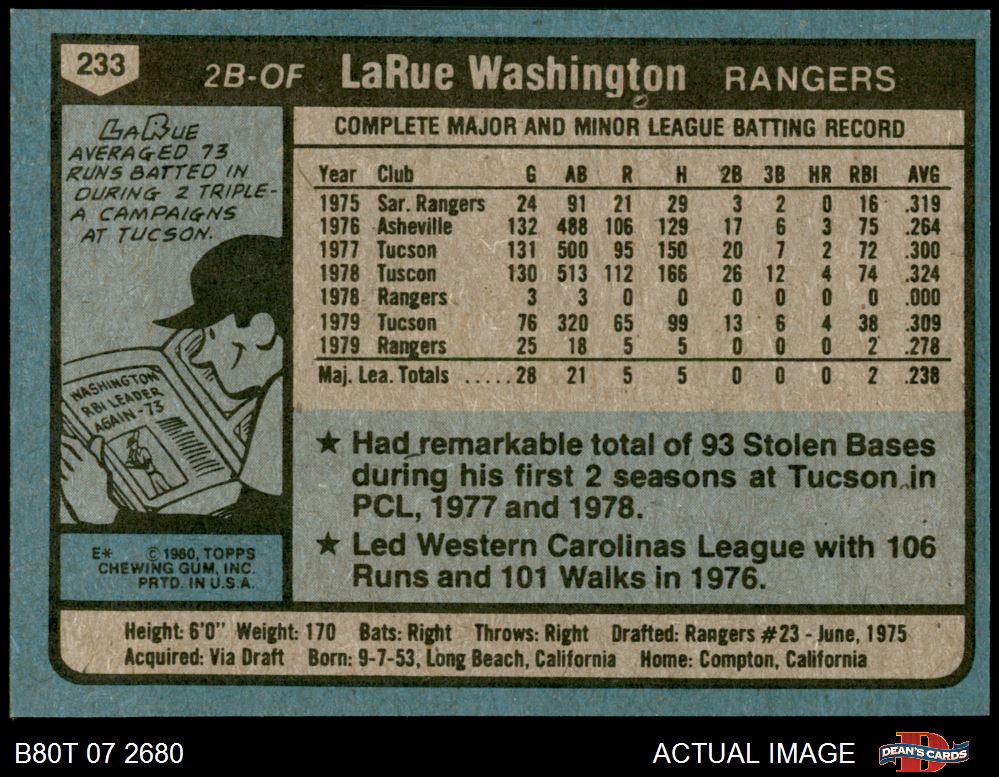 233
2B-OF LaRue Washington RANGERS
LARUE
AVERAGED 73
RUNS BATTED IN
DURING 2 TRIPLE-
A CAMPAIGNS
AT TUCSON.
WASHINGTON
RBI LEADER
AGAIN-73
E* © 1980, TOPPS
CHEWING GUM, INC.
PRTD. IN U.S.A.
COMPLETE MAJOR AND MINOR LEAGUE BATTING RECORD
Year Club G AB R H 2B 3B HR RBI AVG
1975 Sar. Rangers 24 91 21 29 3 2 0 16 .319
1976 Asheville 132 488 106 129 17 6 3 75 .264
1977 Tucson 131 500 95 150 20 7 2 72 .300
1978 Tuscon 130 513 112 166 26 12 4 74 .324
1978 Rangers 3 3 0 0 0 0 0 0 .000
1979 Tucson 76 320 65 99 13 6 4 38 .309
1979 Rangers 25 18 5 5 0 0 0 2 .278
Maj. Lea. Totals .....28 21 5 5 0 0 0 2 .238
★ Had remarkable total of 93 Stolen Bases
during his first 2 seasons at Tucson in
PCL, 1977 and 1978.
★ Led Western Carolinas League with 106
Runs and 101 Walks in 1976.
Height: 6'0" Weight: 170 Bats: Right Throws: Right Drafted: Rangers #23 - June, 1975
Acquired: Via Draft Born: 9-7-53, Long Beach, California Home: Compton, California
B80T 07 2680
ACTUAL IMAGE
DEAN'S CARDS